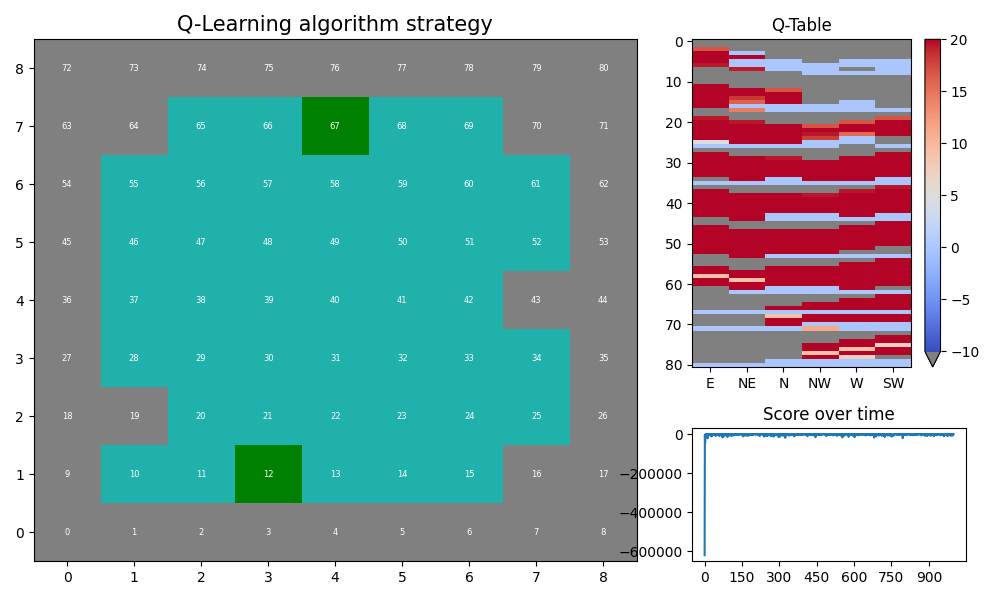 Q-Learning algorithm strategy
8 72 73 74 75 76 77 78 79 80
7 63 64 65 66 67 68 69 70 71
6 54 55 56 57 58 59 60 61 62
5 45 46 47 48 49 50 51 52 53
4 36 37 38 39 40 41 42 43 44
3 27 28 29 30 31 32 33 34 35
2 18 19 20 21 22 23 24 25 26
1 9 10 11 12 13 14 15 16 17
0 0 1 2 3 4 5 6 7 8
0 1 2 3 4 5 6 7 8
Q-Table
0
10
20
30
40
50
60
70
80
E NE N NW W SW
20
15
10
5
0
−5
−10
Score over time
0
−200000
−400000
−600000
0 150 300 450 600 750 900